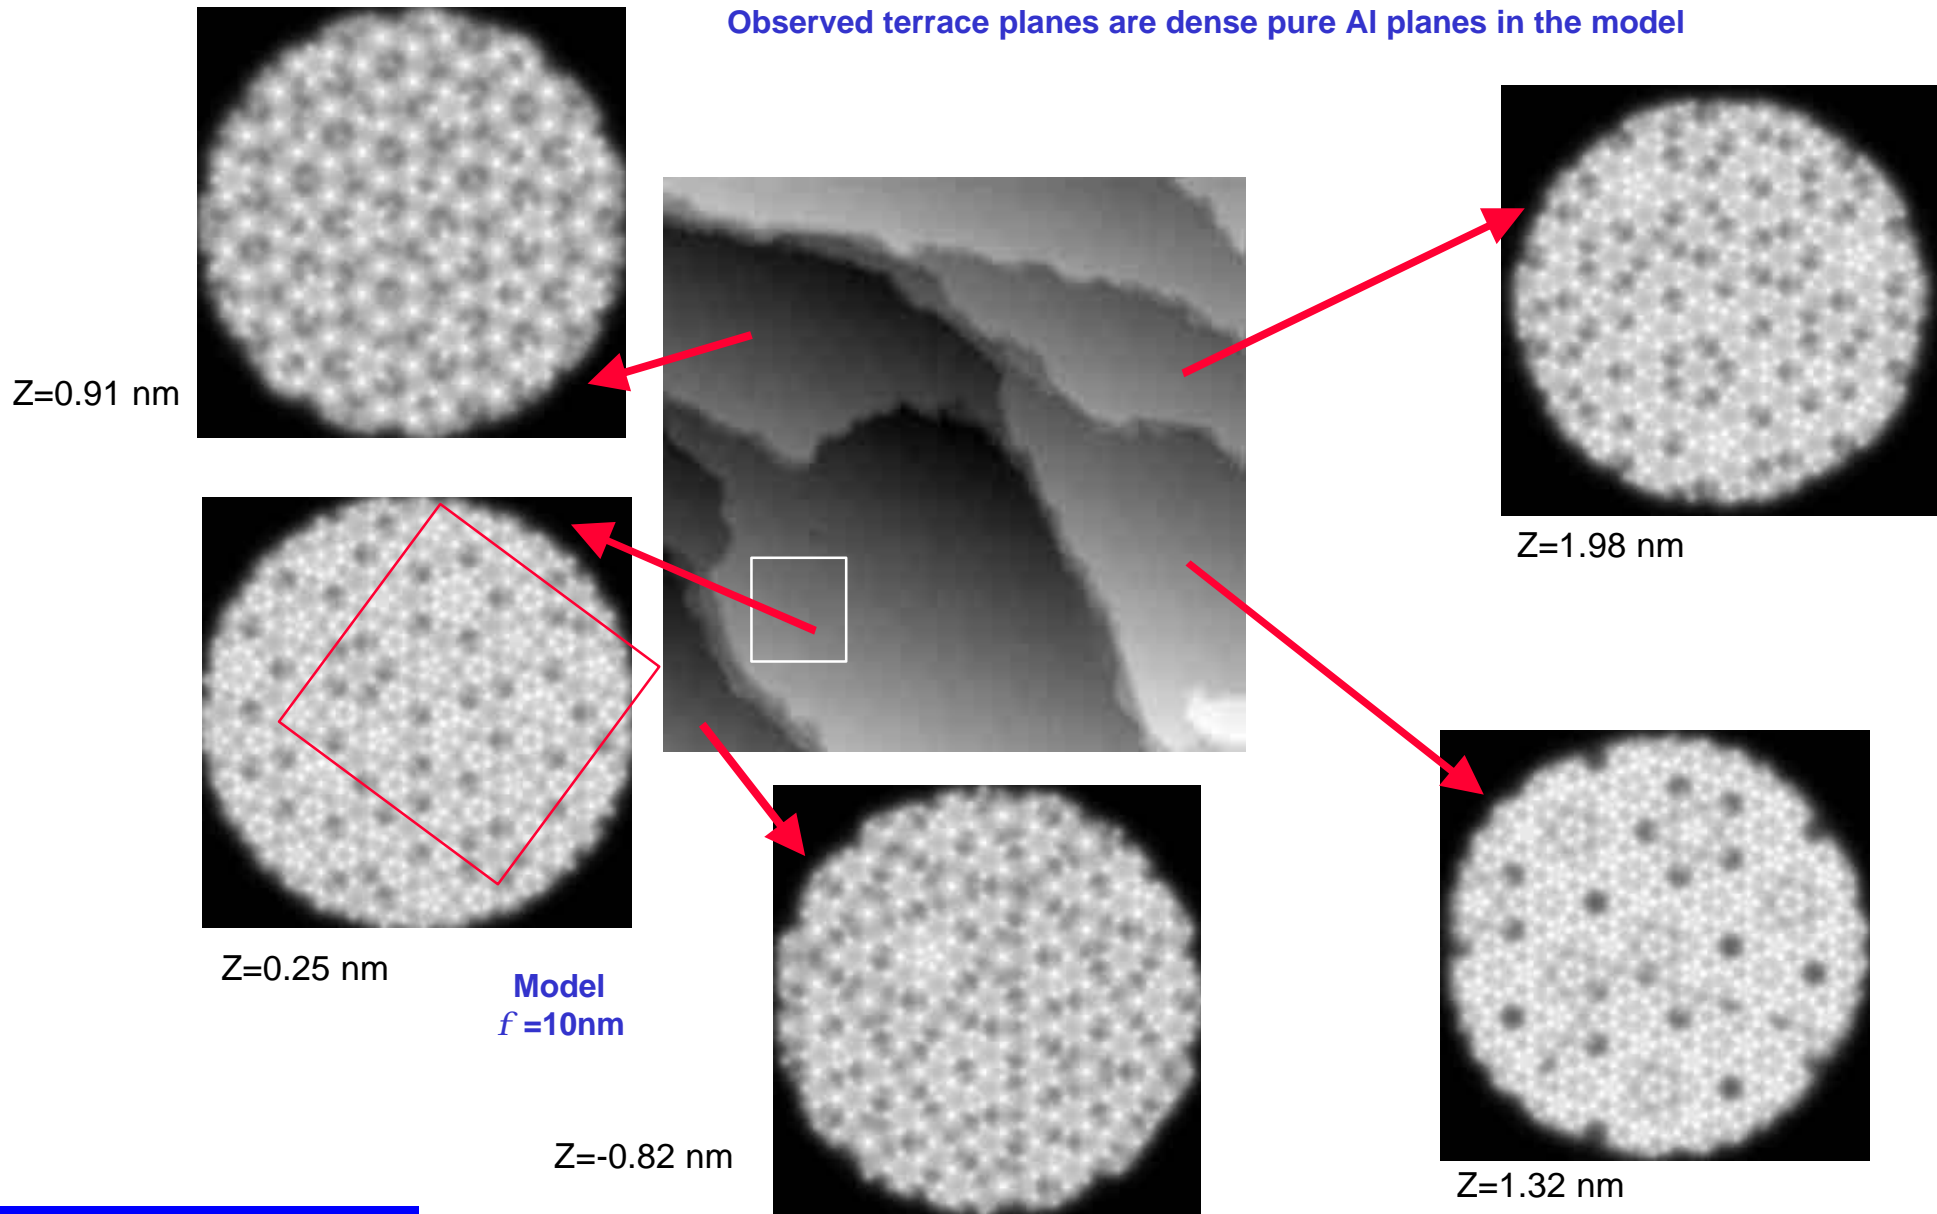 Observed terrace planes are dense pure Al planes in the model
Z=0.91 nm
Z=1.98 nm
Z=0.25 nm
Model
f =10nm
Z=-0.82 nm
Z=1.32 nm